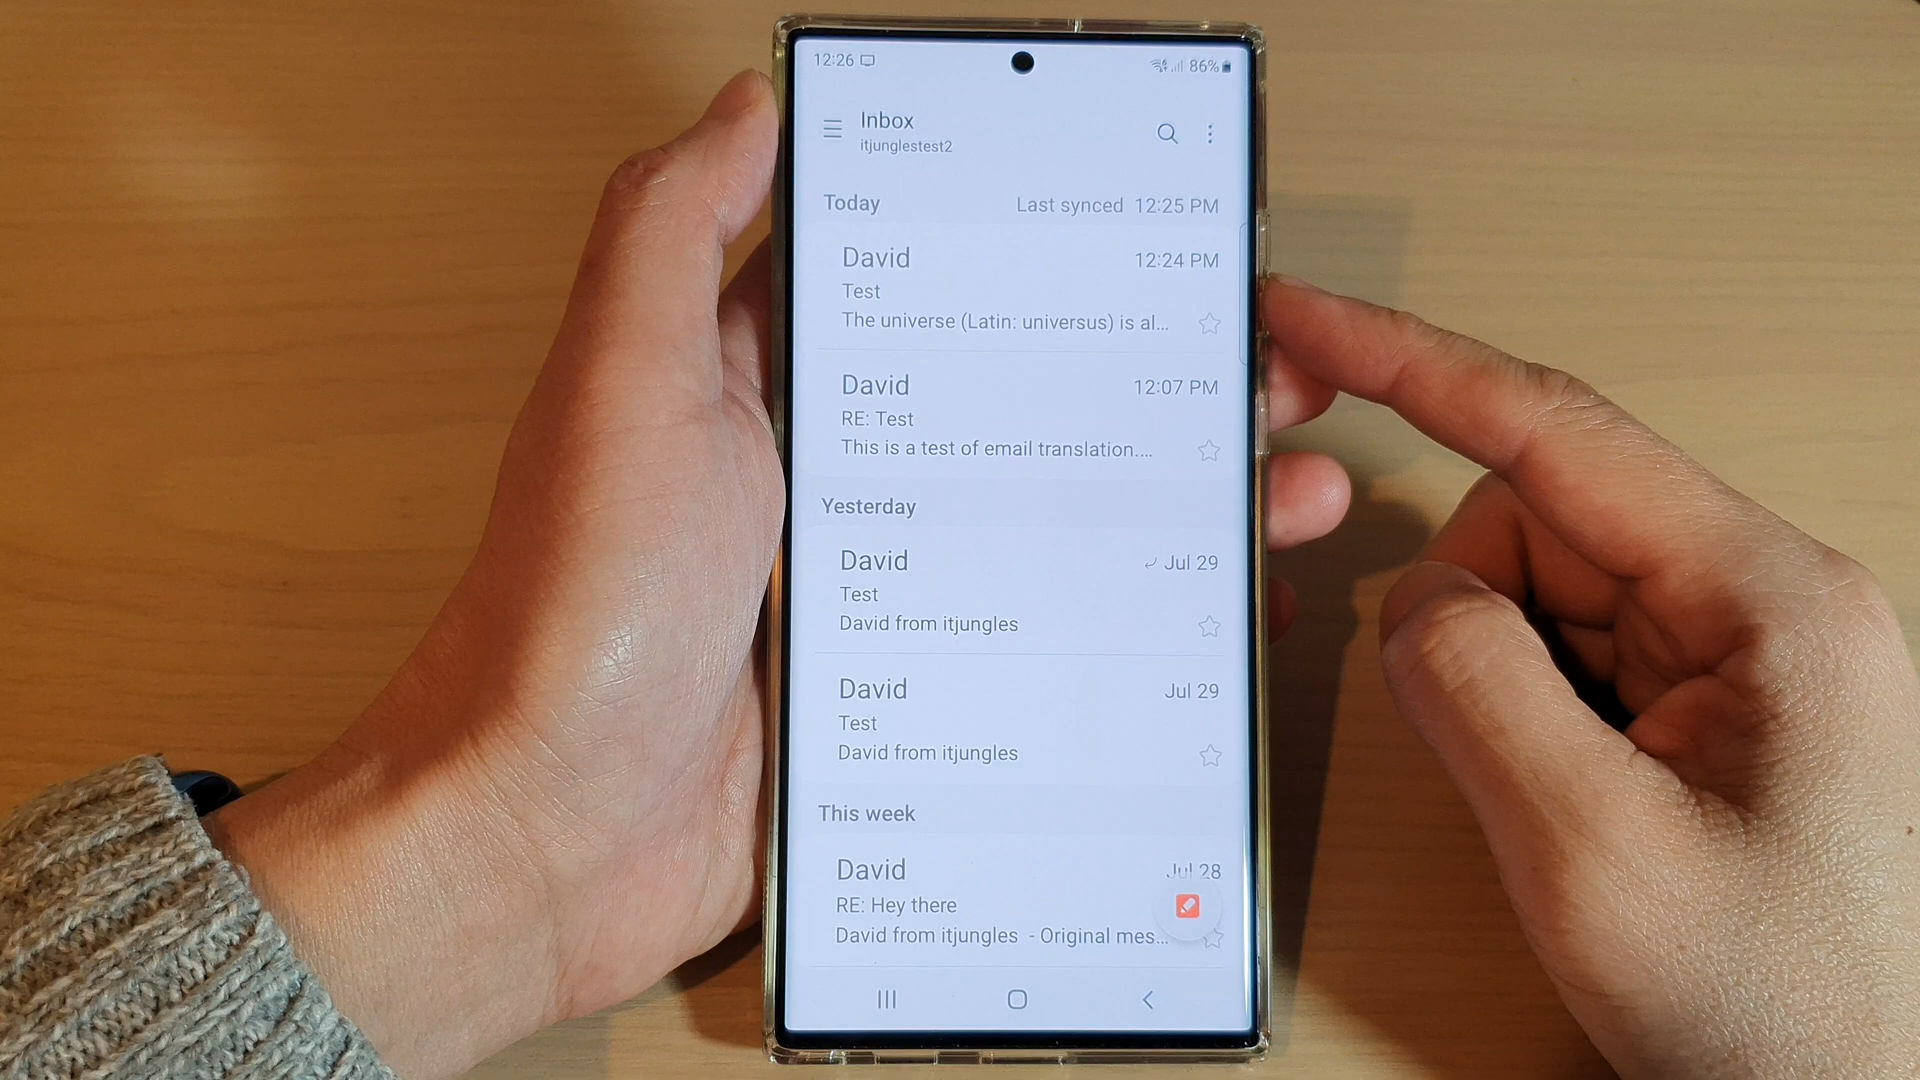 12:26
86%
Inbox
itjunglestest2
Today
Last synced 12:25 PM
David
12:24 PM
Test
The universe (Latin: universus) is al...
David
12:07 PM
RE: Test
This is a test of email translation....
Yesterday
David
Jul 29
Test
David from itjungles
David
Jul 29
Test
David from itjungles
This week
David
Jul 28
RE: Hey there
David from itjungles - Original mes...